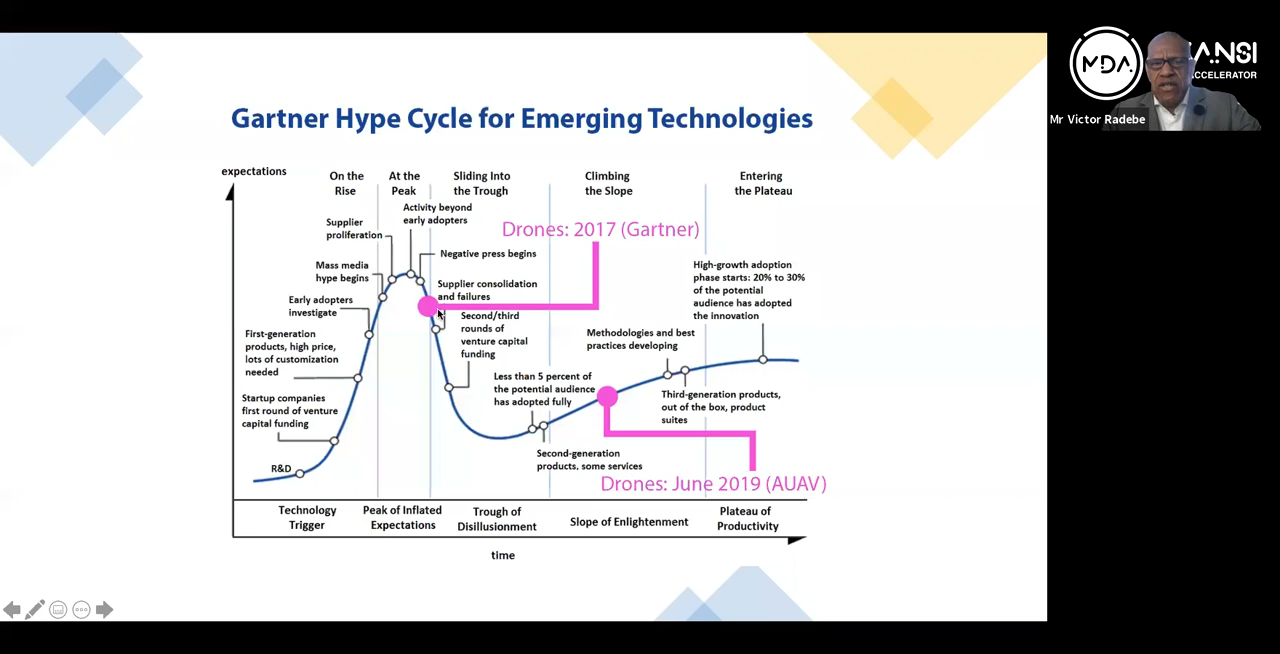 MDA
ANSI
ACCELERATOR
Mr Victor Radebe
Gartner Hype Cycle for Emerging Technologies
expectations
On the
Rise
At the
Peak
Sliding Into
the Trough
Climbing
the Slope
Entering
the Plateau
Activity beyond
early adopters
Supplier
proliferation
Drones: 2017 (Gartner)
Negative press begins
Mass media
hype begins
High-growth adoption
phase starts: 20% to 30%
of the potential
audience has adopted
the innovation
Supplier consolidation
and failures
Early adopters
investigate
Second/third
rounds of
venture capital
funding
First-generation
products, high price,
lots of customization
needed
Methodologies and best
practices developing
Less than 5 percent of
the potential audience
has adopted fully
Startup companies
first round of venture
capital funding
Third-generation products,
out of the box, product
suites
Second-generation
products, some services
R&D
Drones: June 2019 (AUAV)
Technology
Trigger
Peak of Inflated
Expectations
Trough of
Disillusionment
Slope of Enlightenment
Plateau of
Productivity
time